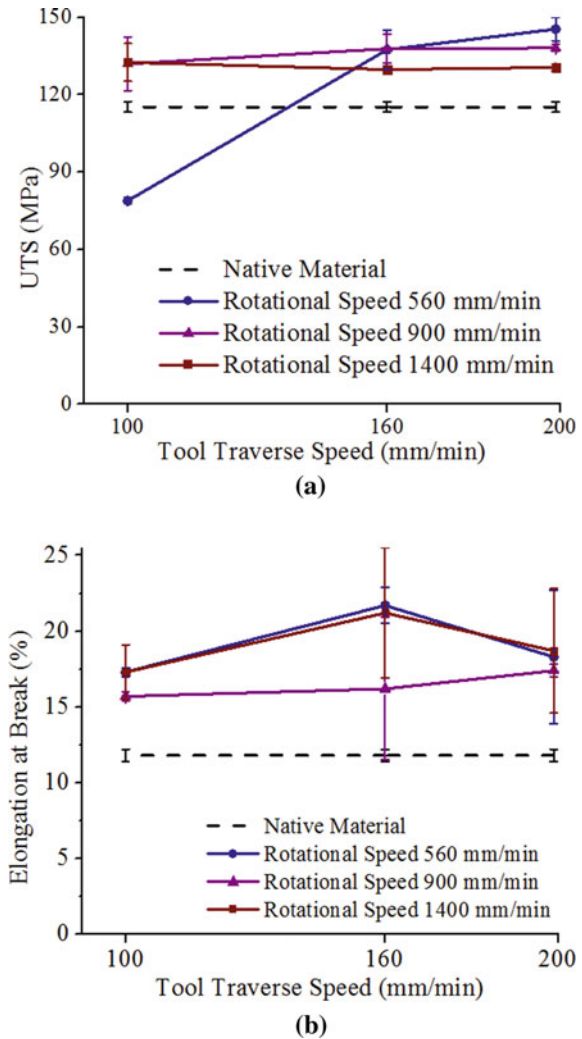 150
120
90
60
30
0
UTS (MPa)
Native Material
Rotational Speed 560 mm/min
Rotational Speed 900 mm/min
Rotational Speed 1400 mm/min
100 160 200
Tool Traverse Speed (mm/min)
(a)
25
20
15
10
5
0
Elongation at Break (%)
Native Material
Rotational Speed 560 mm/min
Rotational Speed 900 mm/min
Rotational Speed 1400 mm/min
100 160 200
Tool Traverse Speed (mm/min)
(b)